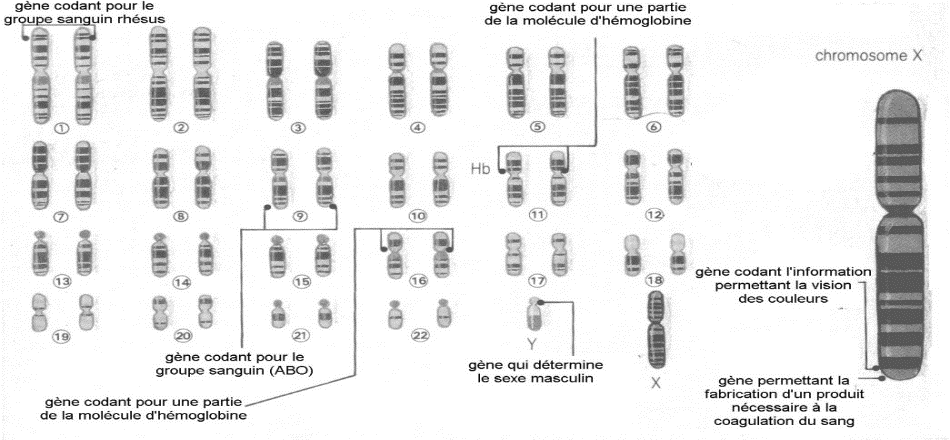 gène codant pour le
groupe sanguin rhésus
gène codant pour une partie
de la molécule d'hémoglobine
chromosome X
1 2 3 4 5 6
Hb
7 8 9 10 11 12
13 14 15 16 17 18
gène codant l'information
permettant la vision
des couleurs
19 20 21 22 Y X
gène codant pour le
groupe sanguin (ABO)
gène qui détermine
le sexe masculin
gène codant pour une partie
de la molécule d'hémoglobine
gène permettant la
fabrication d'un produit
nécessaire à la
coagulation du sang